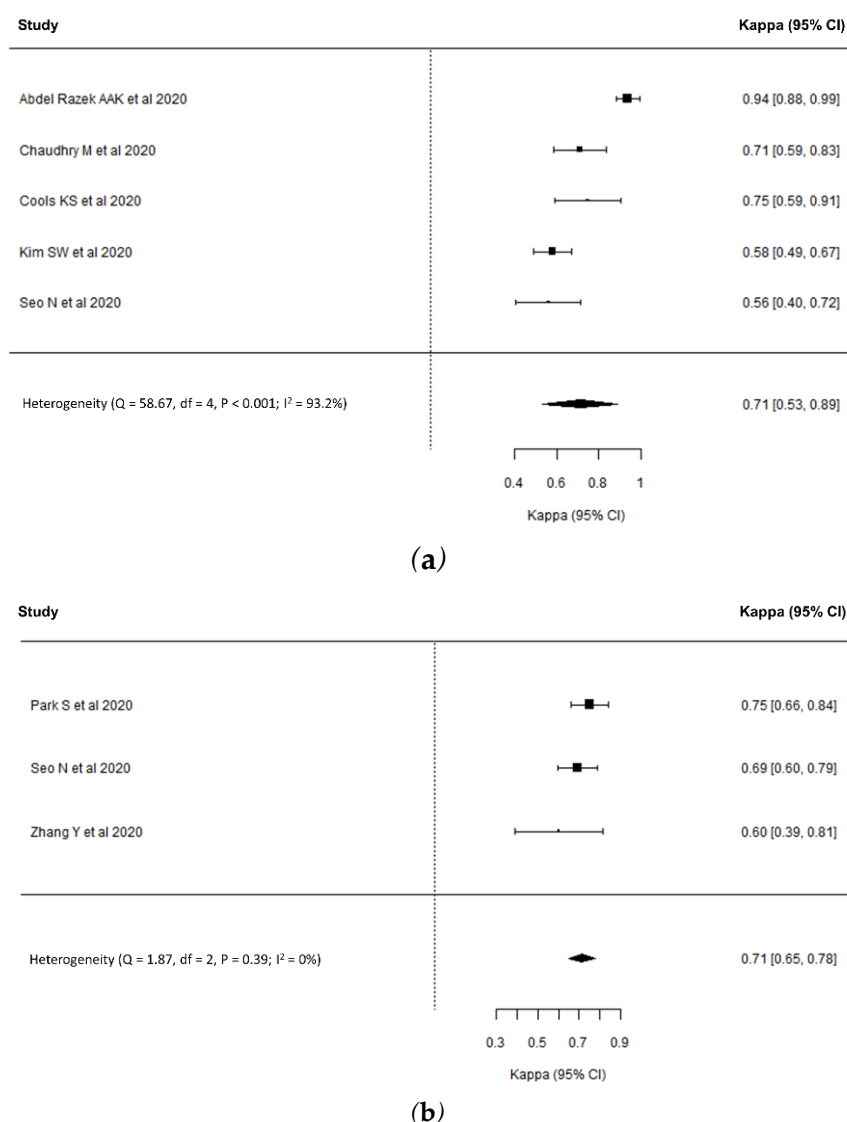 Study Kappa (95% CI)
Abdel Razek AAK et al 2020 0.94 [0.88, 0.99]
Chaudhry M et al 2020 0.71 [0.59, 0.83]
Cools KS et al 2020 0.75 [0.59, 0.91]
Kim SW et al 2020 0.58 [0.49, 0.67]
Seo N et al 2020 0.56 [0.40, 0.72]
Heterogeneity (Q = 58.67, df = 4, P < 0.001; I² = 93.2%) 0.71 [0.53, 0.89]
0.4 0.6 0.8 1
Kappa (95% CI)
(a)
Study Kappa (95% CI)
Park S et al 2020 0.75 [0.66, 0.84]
Seo N et al 2020 0.69 [0.60, 0.79]
Zhang Y et al 2020 0.60 [0.39, 0.81]
Heterogeneity (Q = 1.87, df = 2, P = 0.39; I² = 0%) 0.71 [0.65, 0.78]
0.3 0.5 0.7 0.9
Kappa (95% CI)
(b)